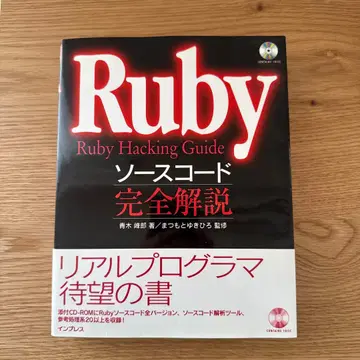 Ruby
Ruby Hacking Guide
ソースコード
完全解説
青木 峰郎 著／まつもとゆきひろ 監修
リアルプログラマ
待望の書
添付CD-ROMにRubyソースコード全バージョン、ソースコード解析ツール、
参考処理系20以上を収録!
インプレス